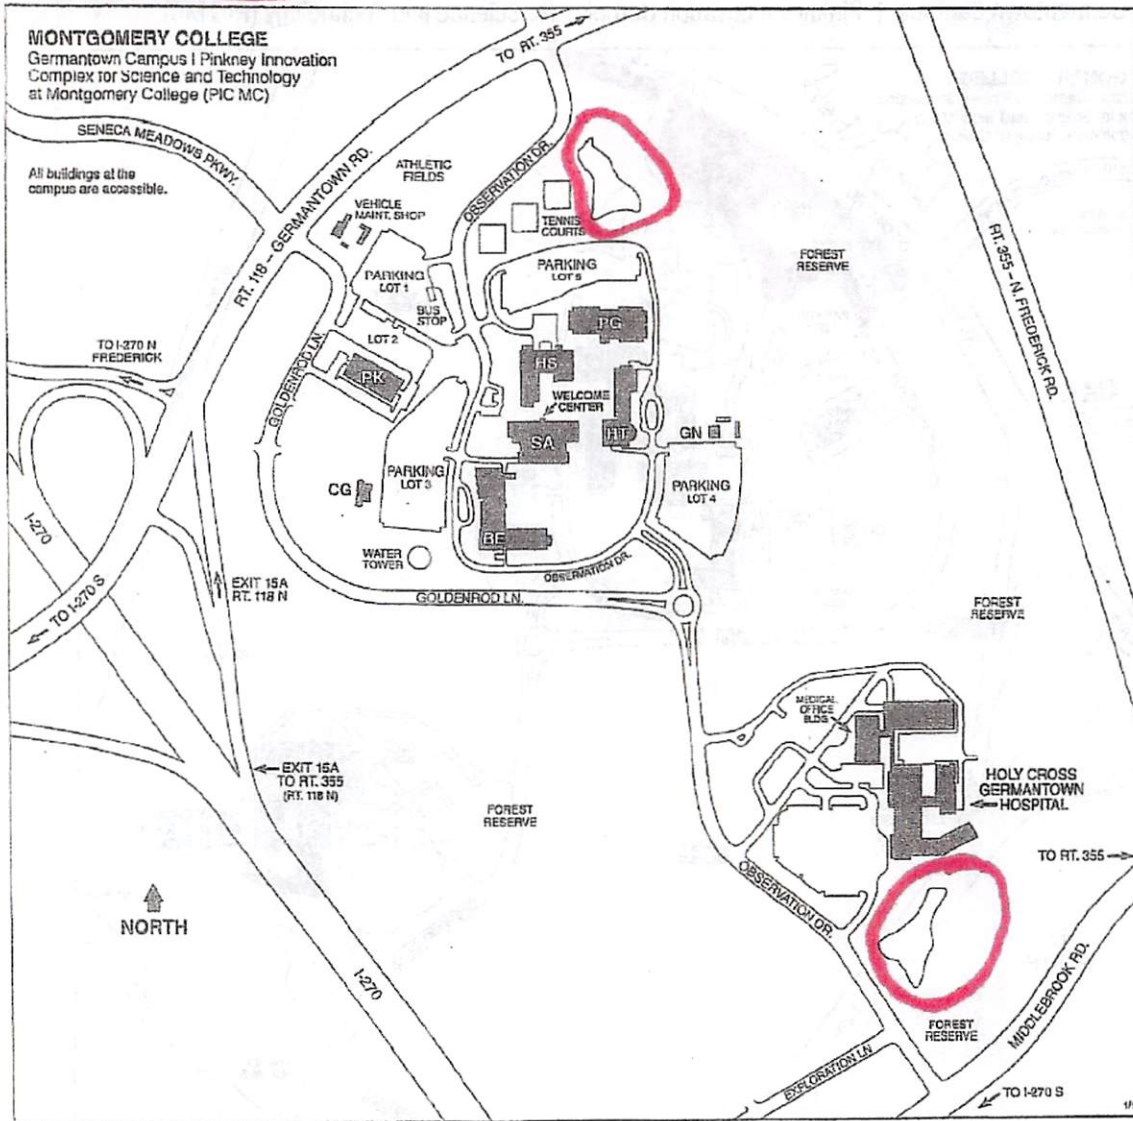 MONTGOMERY COLLEGE
Germantown Campus | Pinkney Innovation
Complex for Science and Technology
at Montgomery College (PIC MC)
TO RT. 355
SENECA MEADOWS PKWY.
All buildings at the
campus are accessible.
RT. 118 – GERMANTOWN RD.
ATHLETIC
FIELDS
OBSERVATION DR.
VEHICLE
MAINT. SHOP
TENNIS
COURTS
FOREST
RESERVE
RT. 355 – N. FREDERICK RD.
PARKING
LOT 1
BUS
STOP
PARKING
LOT 5
PG
TO I-270 N
FREDERICK
GOLDENROD LN.
LOT 2
PK
HS
WELCOME
CENTER
SA
HT
GN
PARKING
LOT 3
CG
PARKING
LOT 4
BE
I-270
WATER
TOWER
OBSERVATION DR.
TO I-270 S
EXIT 15A
RT. 118 N
GOLDENROD LN.
FOREST
RESERVE
MEDICAL
OFFICE
BLDG
EXIT 15A
TO RT. 355
(RT. 118 N)
HOLY CROSS
GERMANTOWN
HOSPITAL
FOREST
RESERVE
TO RT. 355
OBSERVATION DR.
NORTH
I-270
MIDDLEBROOK RD.
FOREST
RESERVE
EXPLORATION LN
TO I-270 S